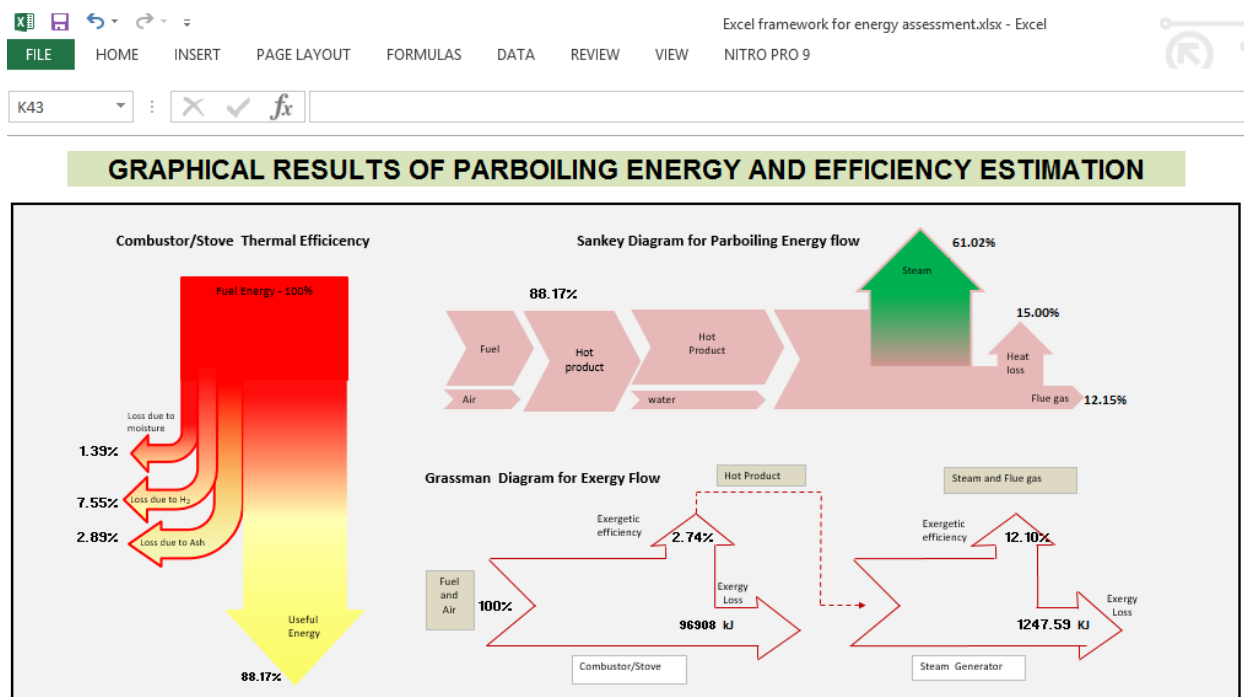 Excel framework for energy assessment.xlsx - Excel
FILE HOME INSERT PAGE LAYOUT FORMULAS DATA REVIEW VIEW NITRO PRO 9
K43
fx
GRAPHICAL RESULTS OF PARBOILING ENERGY AND EFFICIENCY ESTIMATION
Combustor/Stove Thermal Efficicency
Fuel Energy - 100%
Loss due to
moisture
1.39%
7.55%
Loss due to H2
2.89%
Loss due to Ash
Useful
Energy
88.17%
Sankey Diagram for Parboiling Energy flow
61.02%
Steam
88.17%
15.00%
Fuel
Hot
product
Hot
Product
Heat
loss
Air
water
Flue gas
12.15%
Grassman Diagram for Exergy Flow
Hot Product
Steam and Flue gas
Exergetic
efficiency
2.74%
Exergetic
efficiency
12.10%
Fuel
and
Air
100%
Exergy
Loss
96908 kJ
Exergy
Loss
1247.59 KJ
Combustor/Stove
Steam Generator